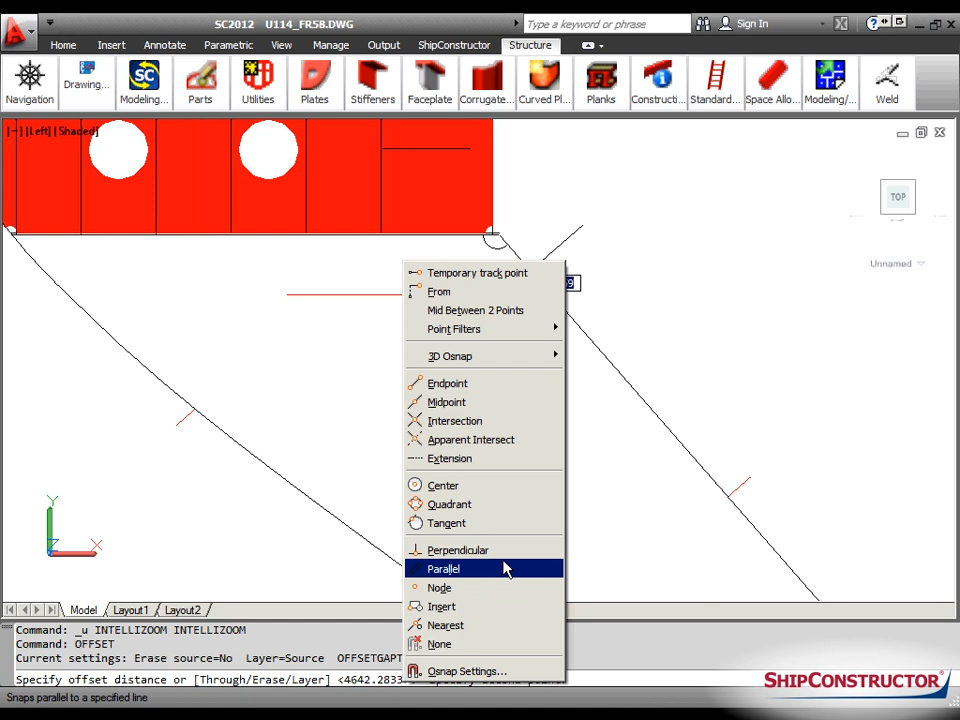 SC2012 U114_FR5B.DWG
Type a keyword or phrase
Sign In
Home Insert Annotate Parametric View Manage Output ShipConstructor Structure
Navigation Drawing... Modeling... Parts Utilities Plates Stiffeners Faceplate Corrugate... Curved Pl... Planks Constructi... Standard... Space Allo... Modeling/... Weld
[−] [Left] [Shaded]
TOP
Unnamed
Temporary track point
From
Mid Between 2 Points
Point Filters
3D Osnap
Endpoint
Midpoint
Intersection
Apparent Intersect
Extension
Center
Quadrant
Tangent
Perpendicular
Parallel
Node
Insert
Nearest
None
Osnap Settings...
Y
X
Z
Model Layout1 Layout2
Command: _u INTELLIZOOM INTELLIZOOM
Command: OFFSET
Current settings: Erase source=No Layer=Source OFFSETGAPT
Specify offset distance or [Through/Erase/Layer] <4642.2833
Snaps parallel to a specified line
SHIPCONSTRUCTOR